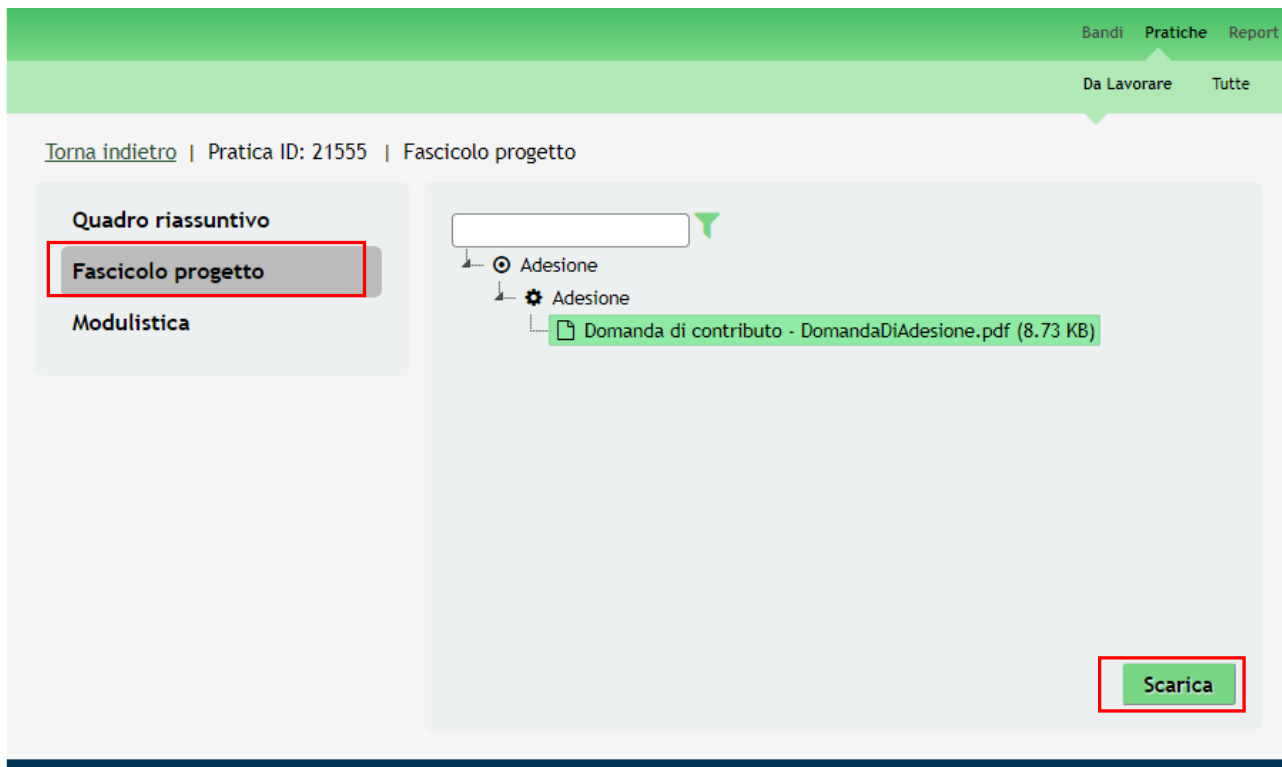 Bandi Pratiche Report
Da Lavorare Tutte
Torna indietro | Pratica ID: 21555 | Fascicolo progetto
Quadro riassuntivo
Fascicolo progetto
Modulistica
Adesione
Adesione
Domanda di contributo - DomandaDiAdesione.pdf (8.73 KB)
Scarica